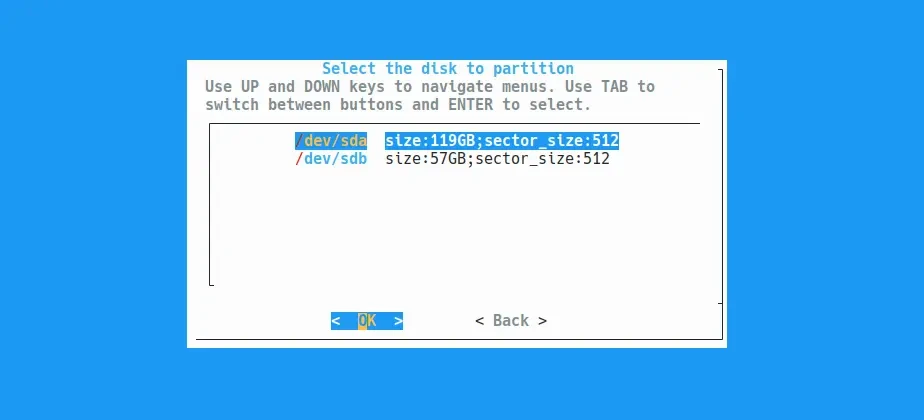 Select the disk to partition
Use UP and DOWN keys to navigate menus. Use TAB to
switch between buttons and ENTER to select.
/dev/sda size:119GB;sector_size:512
/dev/sdb size:57GB;sector_size:512
< OK > < Back >